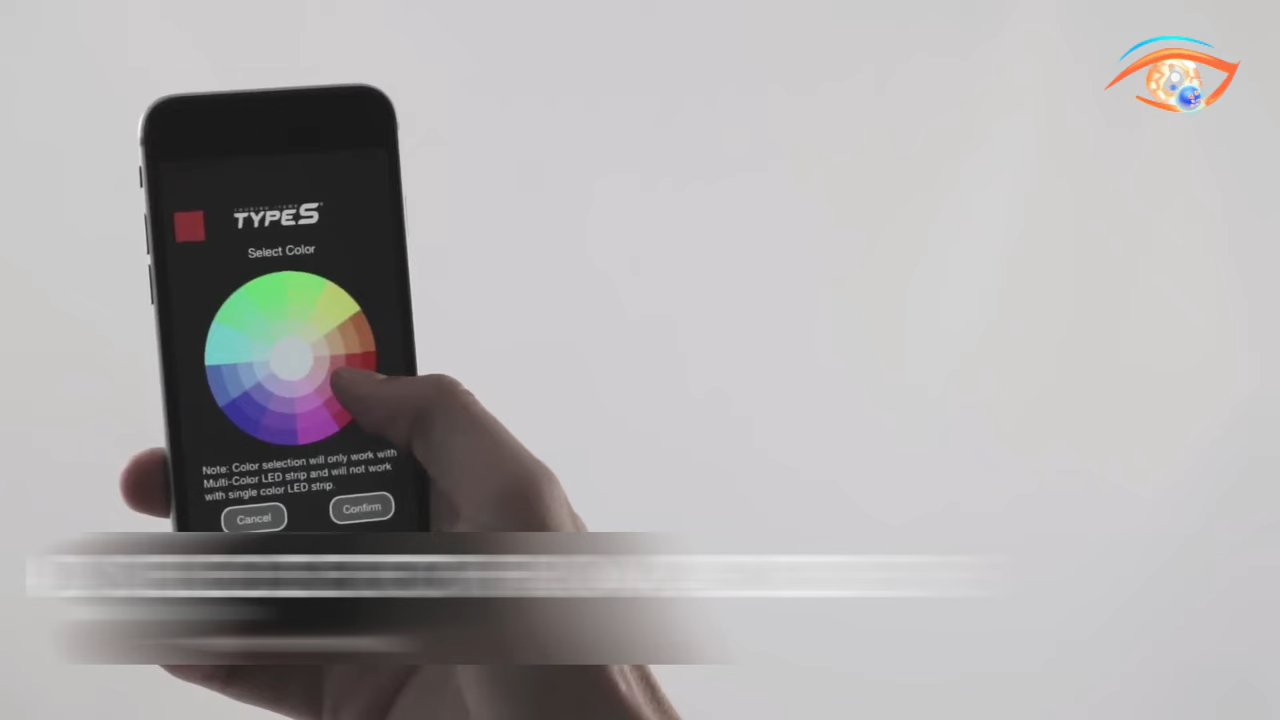 TYPE S
Select Color
Note: Color selection will only work with
Multi-Color LED strip and will not work
with single color LED strip.
Cancel
Confirm